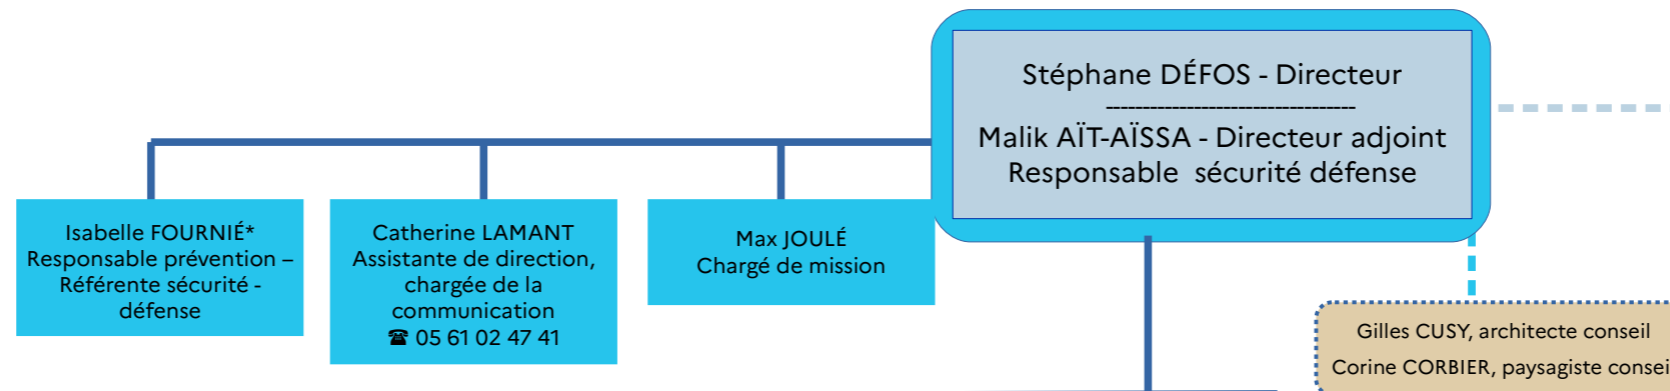 Stéphane DÉFOS - Directeur
----------------------------------
Malik AÏT-AÏSSA - Directeur adjoint
Responsable sécurité défense
Isabelle FOURNIÉ*
Responsable prévention –
Référente sécurité -
défense
Catherine LAMANT
Assistante de direction,
chargée de la
communication
☎ 05 61 02 47 41
Max JOULÉ
Chargé de mission
Gilles CUSY, architecte conseil
Corine CORBIER, paysagiste consei